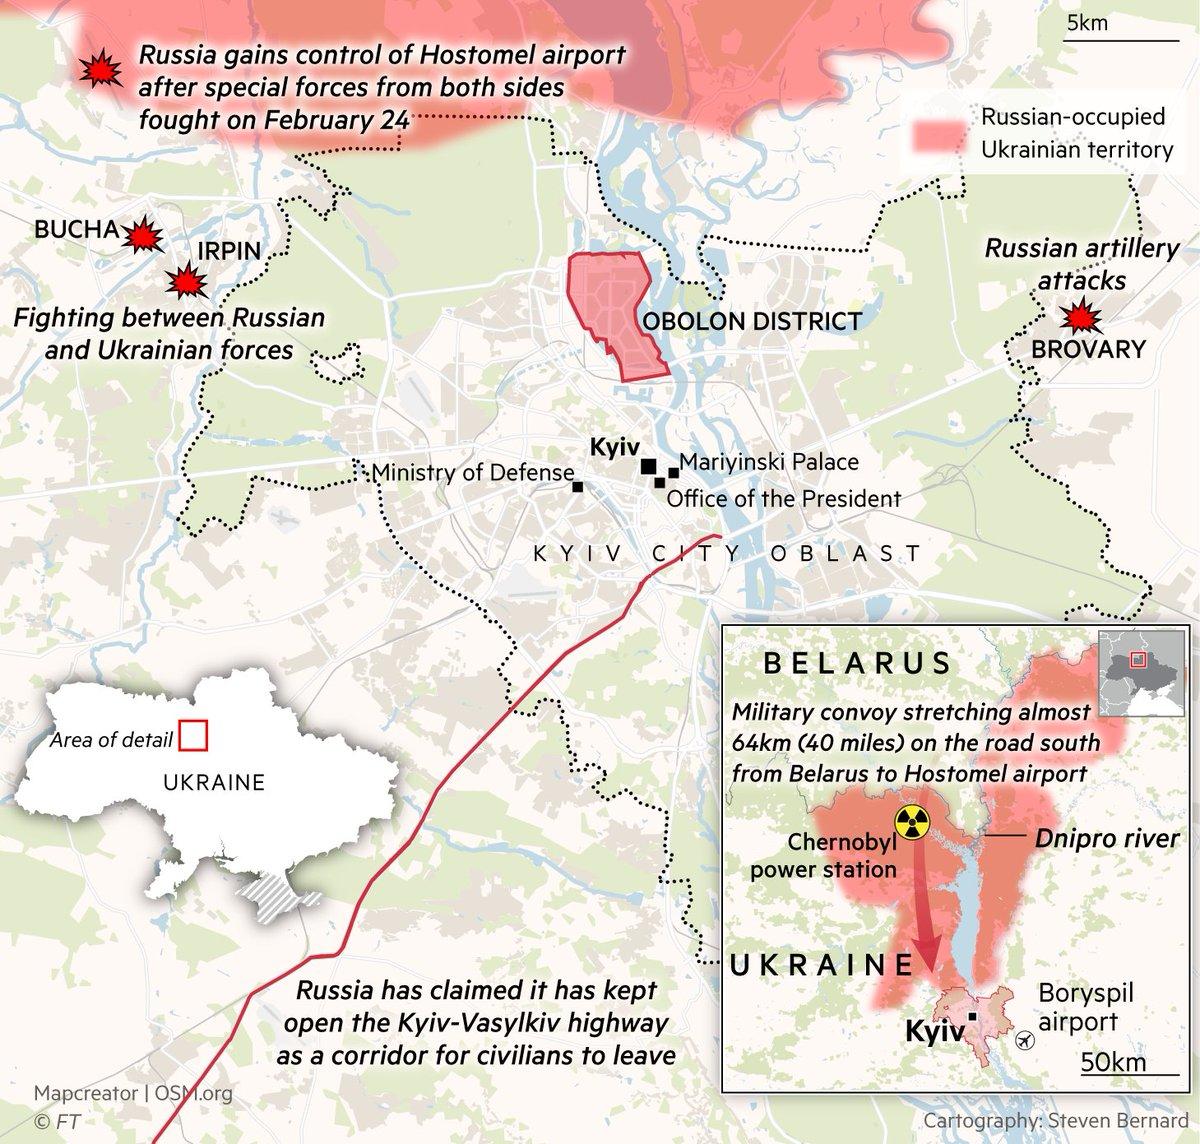 5km
Russia gains control of Hostomel airport
after special forces from both sides
fought on February 24
Russian-occupied
Ukrainian territory
BUCHA
IRPIN
Fighting between Russian
and Ukrainian forces
Russian artillery
attacks
BROVARY
OBOLON DISTRICT
Kyiv
Mariyinski Palace
Ministry of Defense
Office of the President
KYIV CITY OBLAST
Area of detail
UKRAINE
BELARUS
Military convoy stretching almost
64km (40 miles) on the road south
from Belarus to Hostomel airport
Chernobyl
power station
Dnipro river
UKRAINE
Kyiv
Boryspil
airport
50km
Russia has claimed it has kept
open the Kyiv-Vasylkiv highway
as a corridor for civilians to leave
Mapcreator | OSM.org
© FT
Cartography: Steven Bernard